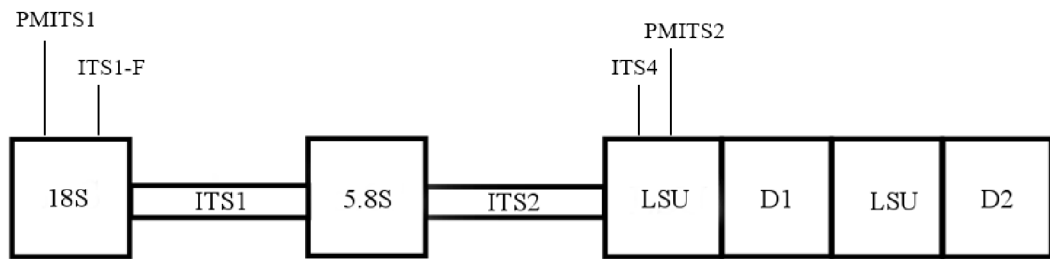 PMITS1
PMITS2
ITS1-F
ITS4
18S
ITS1
5.8S
ITS2
LSU
D1
LSU
D2